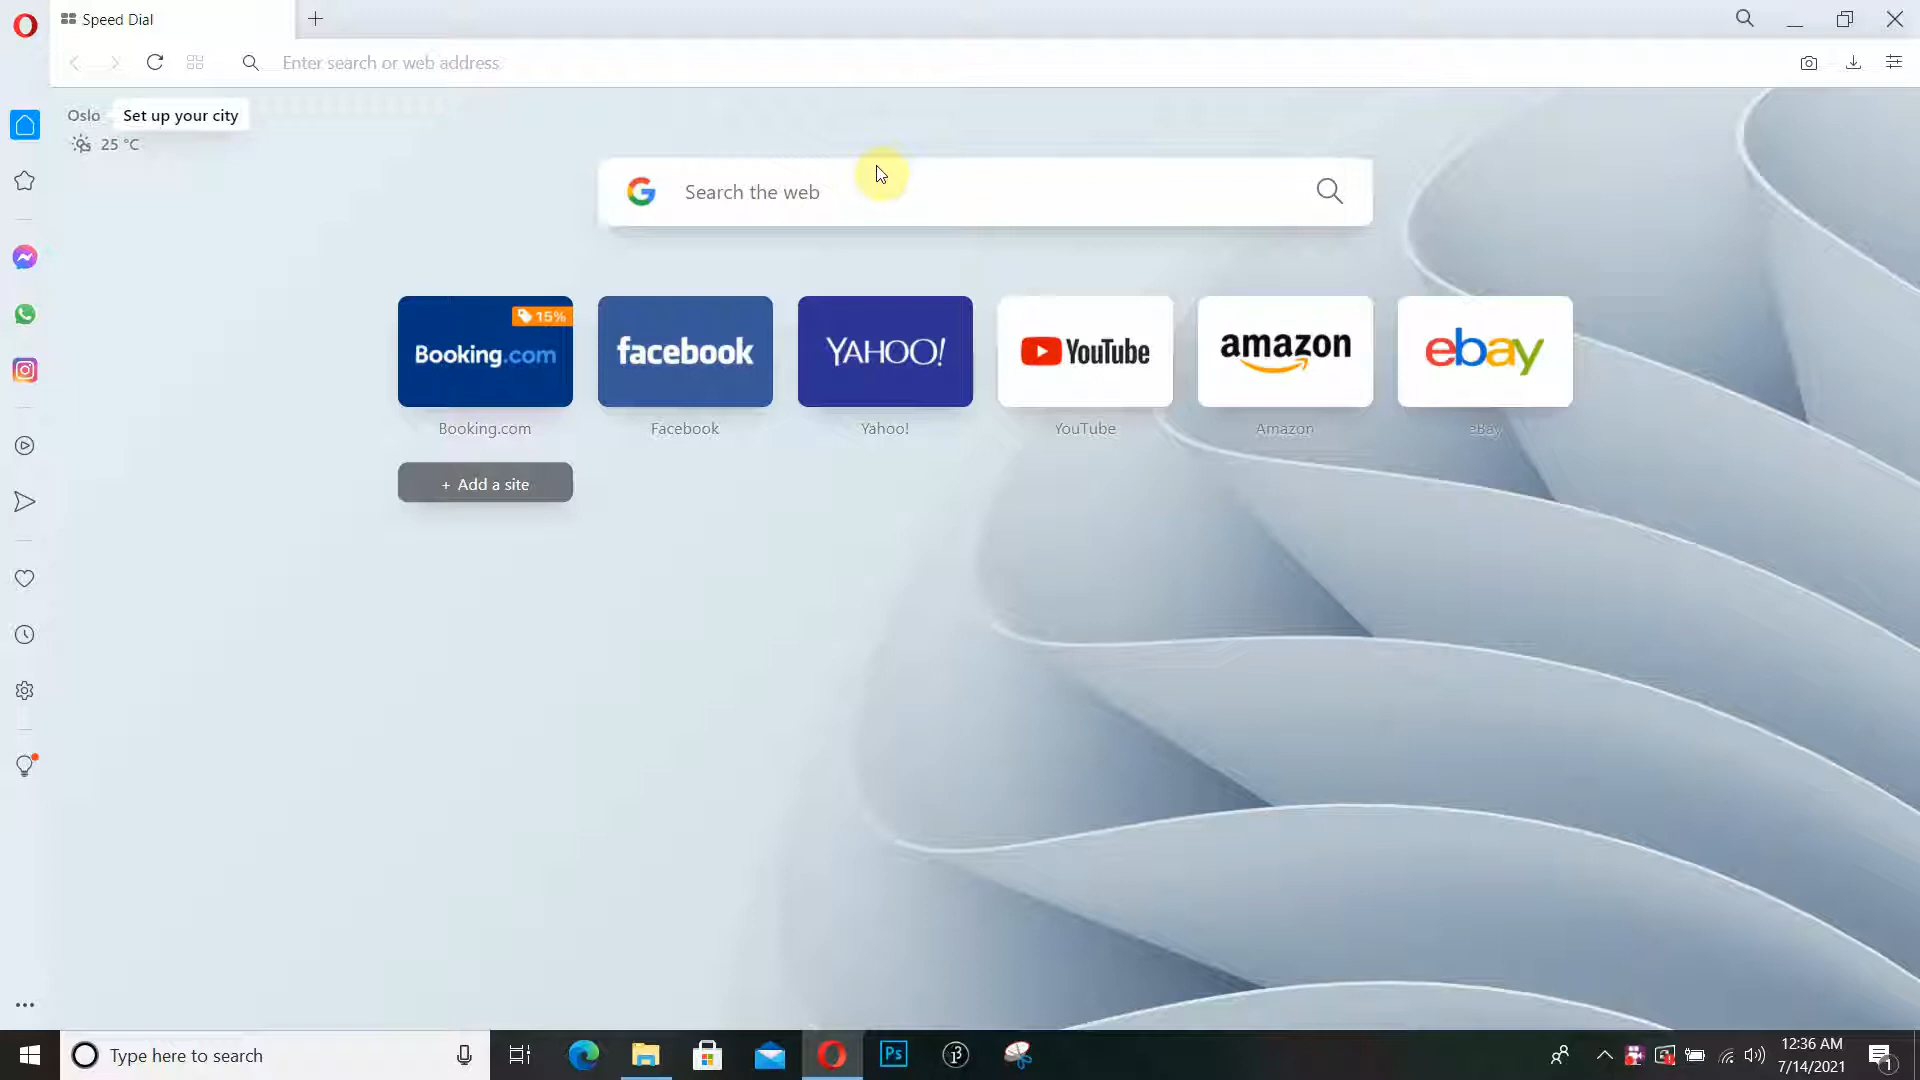 Speed Dial
Enter search or web address
Oslo
Set up your city
25 °C
Search the web
15%
Booking.com
facebook
YAHOO!
YouTube
amazon
ebay
Booking.com
Facebook
Yahoo!
YouTube
Amazon
eBay
+ Add a site
Type here to search
Ps
12:36 AM
7/14/2021
1